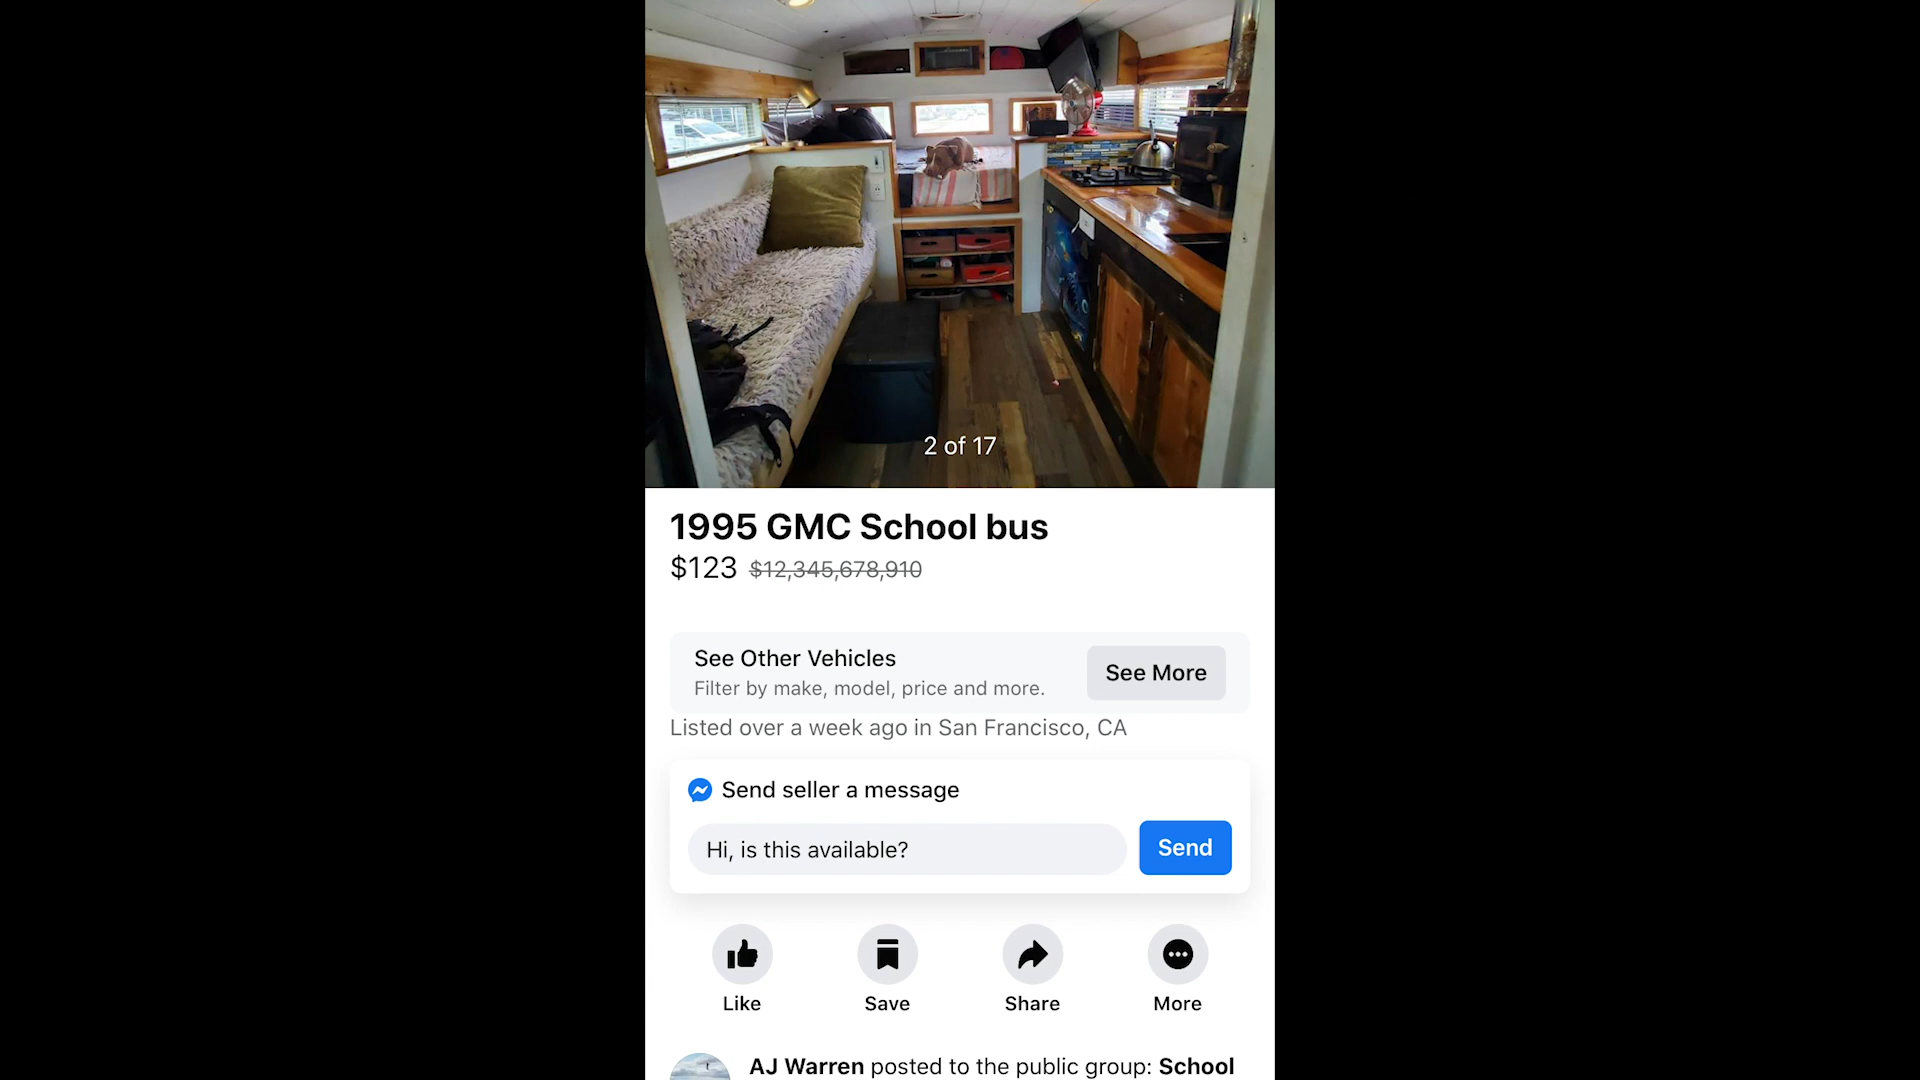 2 of 17
1995 GMC School bus
$123 $12,345,678,910
See Other Vehicles
Filter by make, model, price and more.
See More
Listed over a week ago in San Francisco, CA
Send seller a message
Hi, is this available?
Send
Like
Save
Share
More
AJ Warren posted to the public group: School